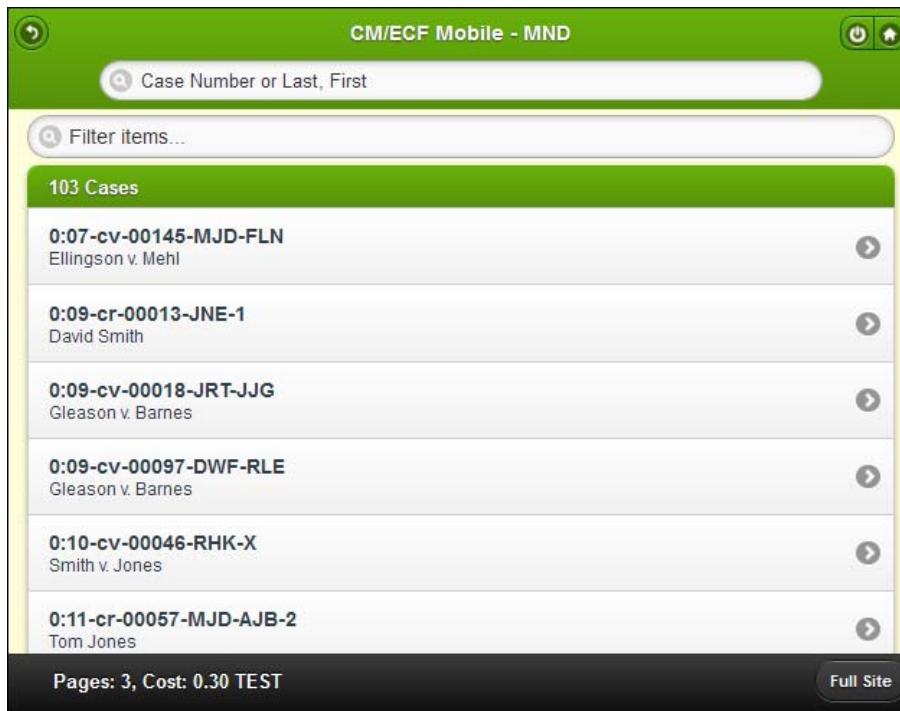 CM/ECF Mobile - MND
Case Number or Last, First
Filter items...
103 Cases
0:07-cv-00145-MJD-FLN
Ellingson v. Mehl
0:09-cr-00013-JNE-1
David Smith
0:09-cv-00018-JRT-JJG
Gleason v. Barnes
0:09-cv-00097-DWF-RLE
Gleason v. Barnes
0:10-cv-00046-RHK-X
Smith v. Jones
0:11-cr-00057-MJD-AJB-2
Tom Jones
Pages: 3, Cost: 0.30 TEST
Full Site